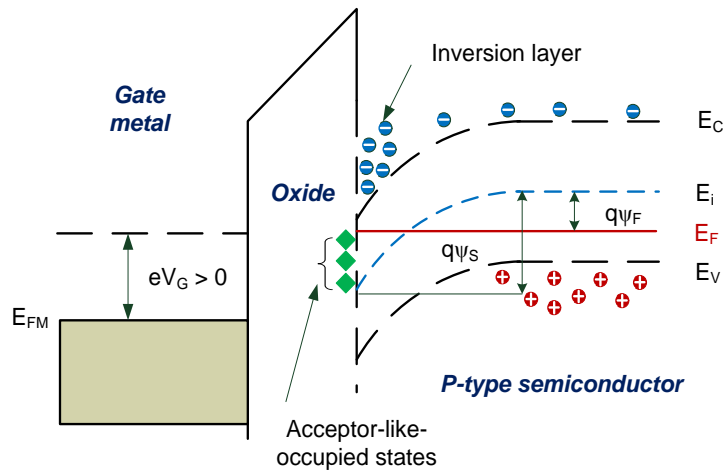 Inversion layer
Gate
metal
E_C
Oxide
E_i
qψ_F
E_F
qψ_S
E_V
eV_G > 0
E_FM
P-type semiconductor
Acceptor-like-
occupied states